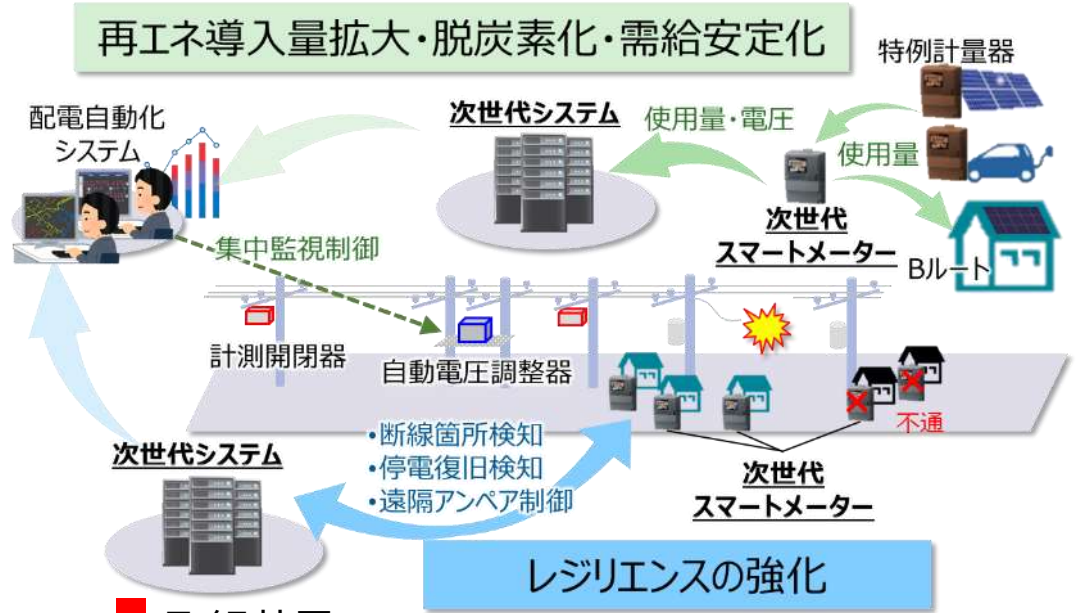 再エネ導入量拡大・脱炭素化・需給安定化
特例計量器
配電自動化
システム
次世代システム
使用量・電圧
使用量
次世代
スマートメーター
Bルート
集中監視制御
計測開閉器
自動電圧調整器
不通
・断線箇所検知
・停電復旧検知
・遠隔アンペア制御
次世代システム
次世代
スマートメーター
レジリエンスの強化